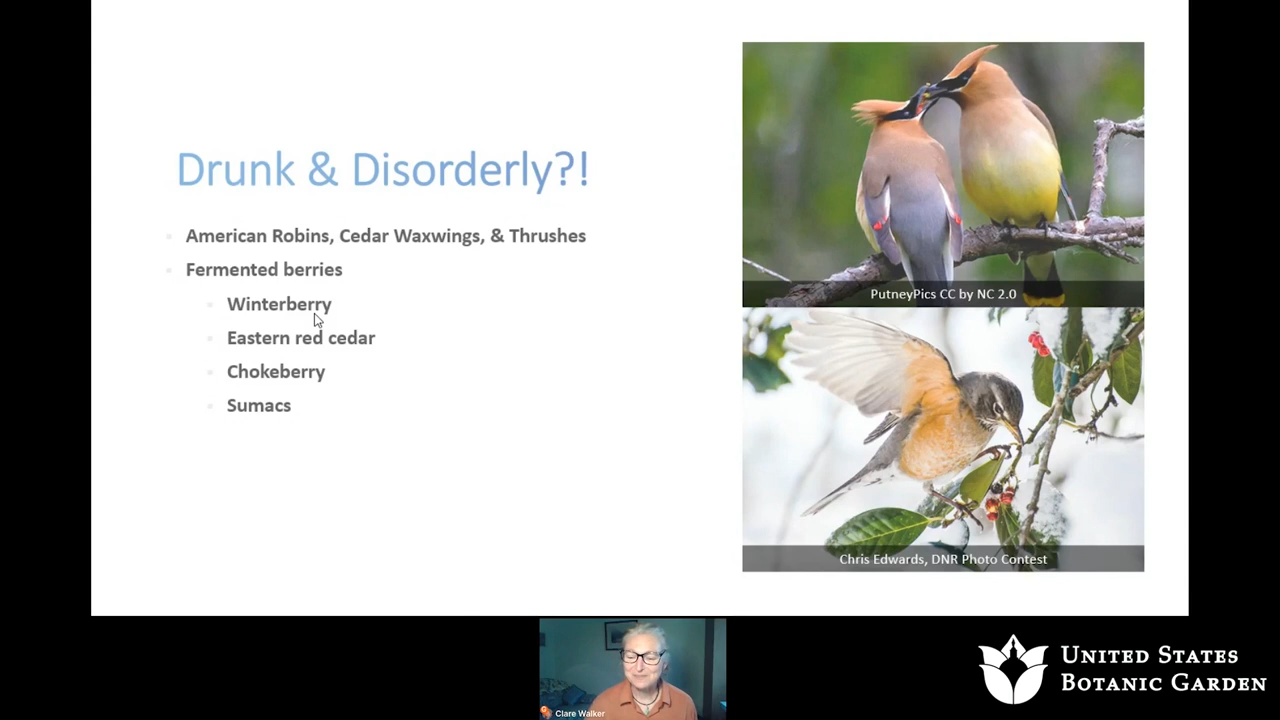 Drunk & Disorderly?!
American Robins, Cedar Waxwings, & Thrushes
Fermented berries
Winterberry
Eastern red cedar
Chokeberry
Sumacs
PutneyPics CC by NC 2.0
Chris Edwards, DNR Photo Contest
Clare Walker
UNITED STATES
BOTANIC GARDEN